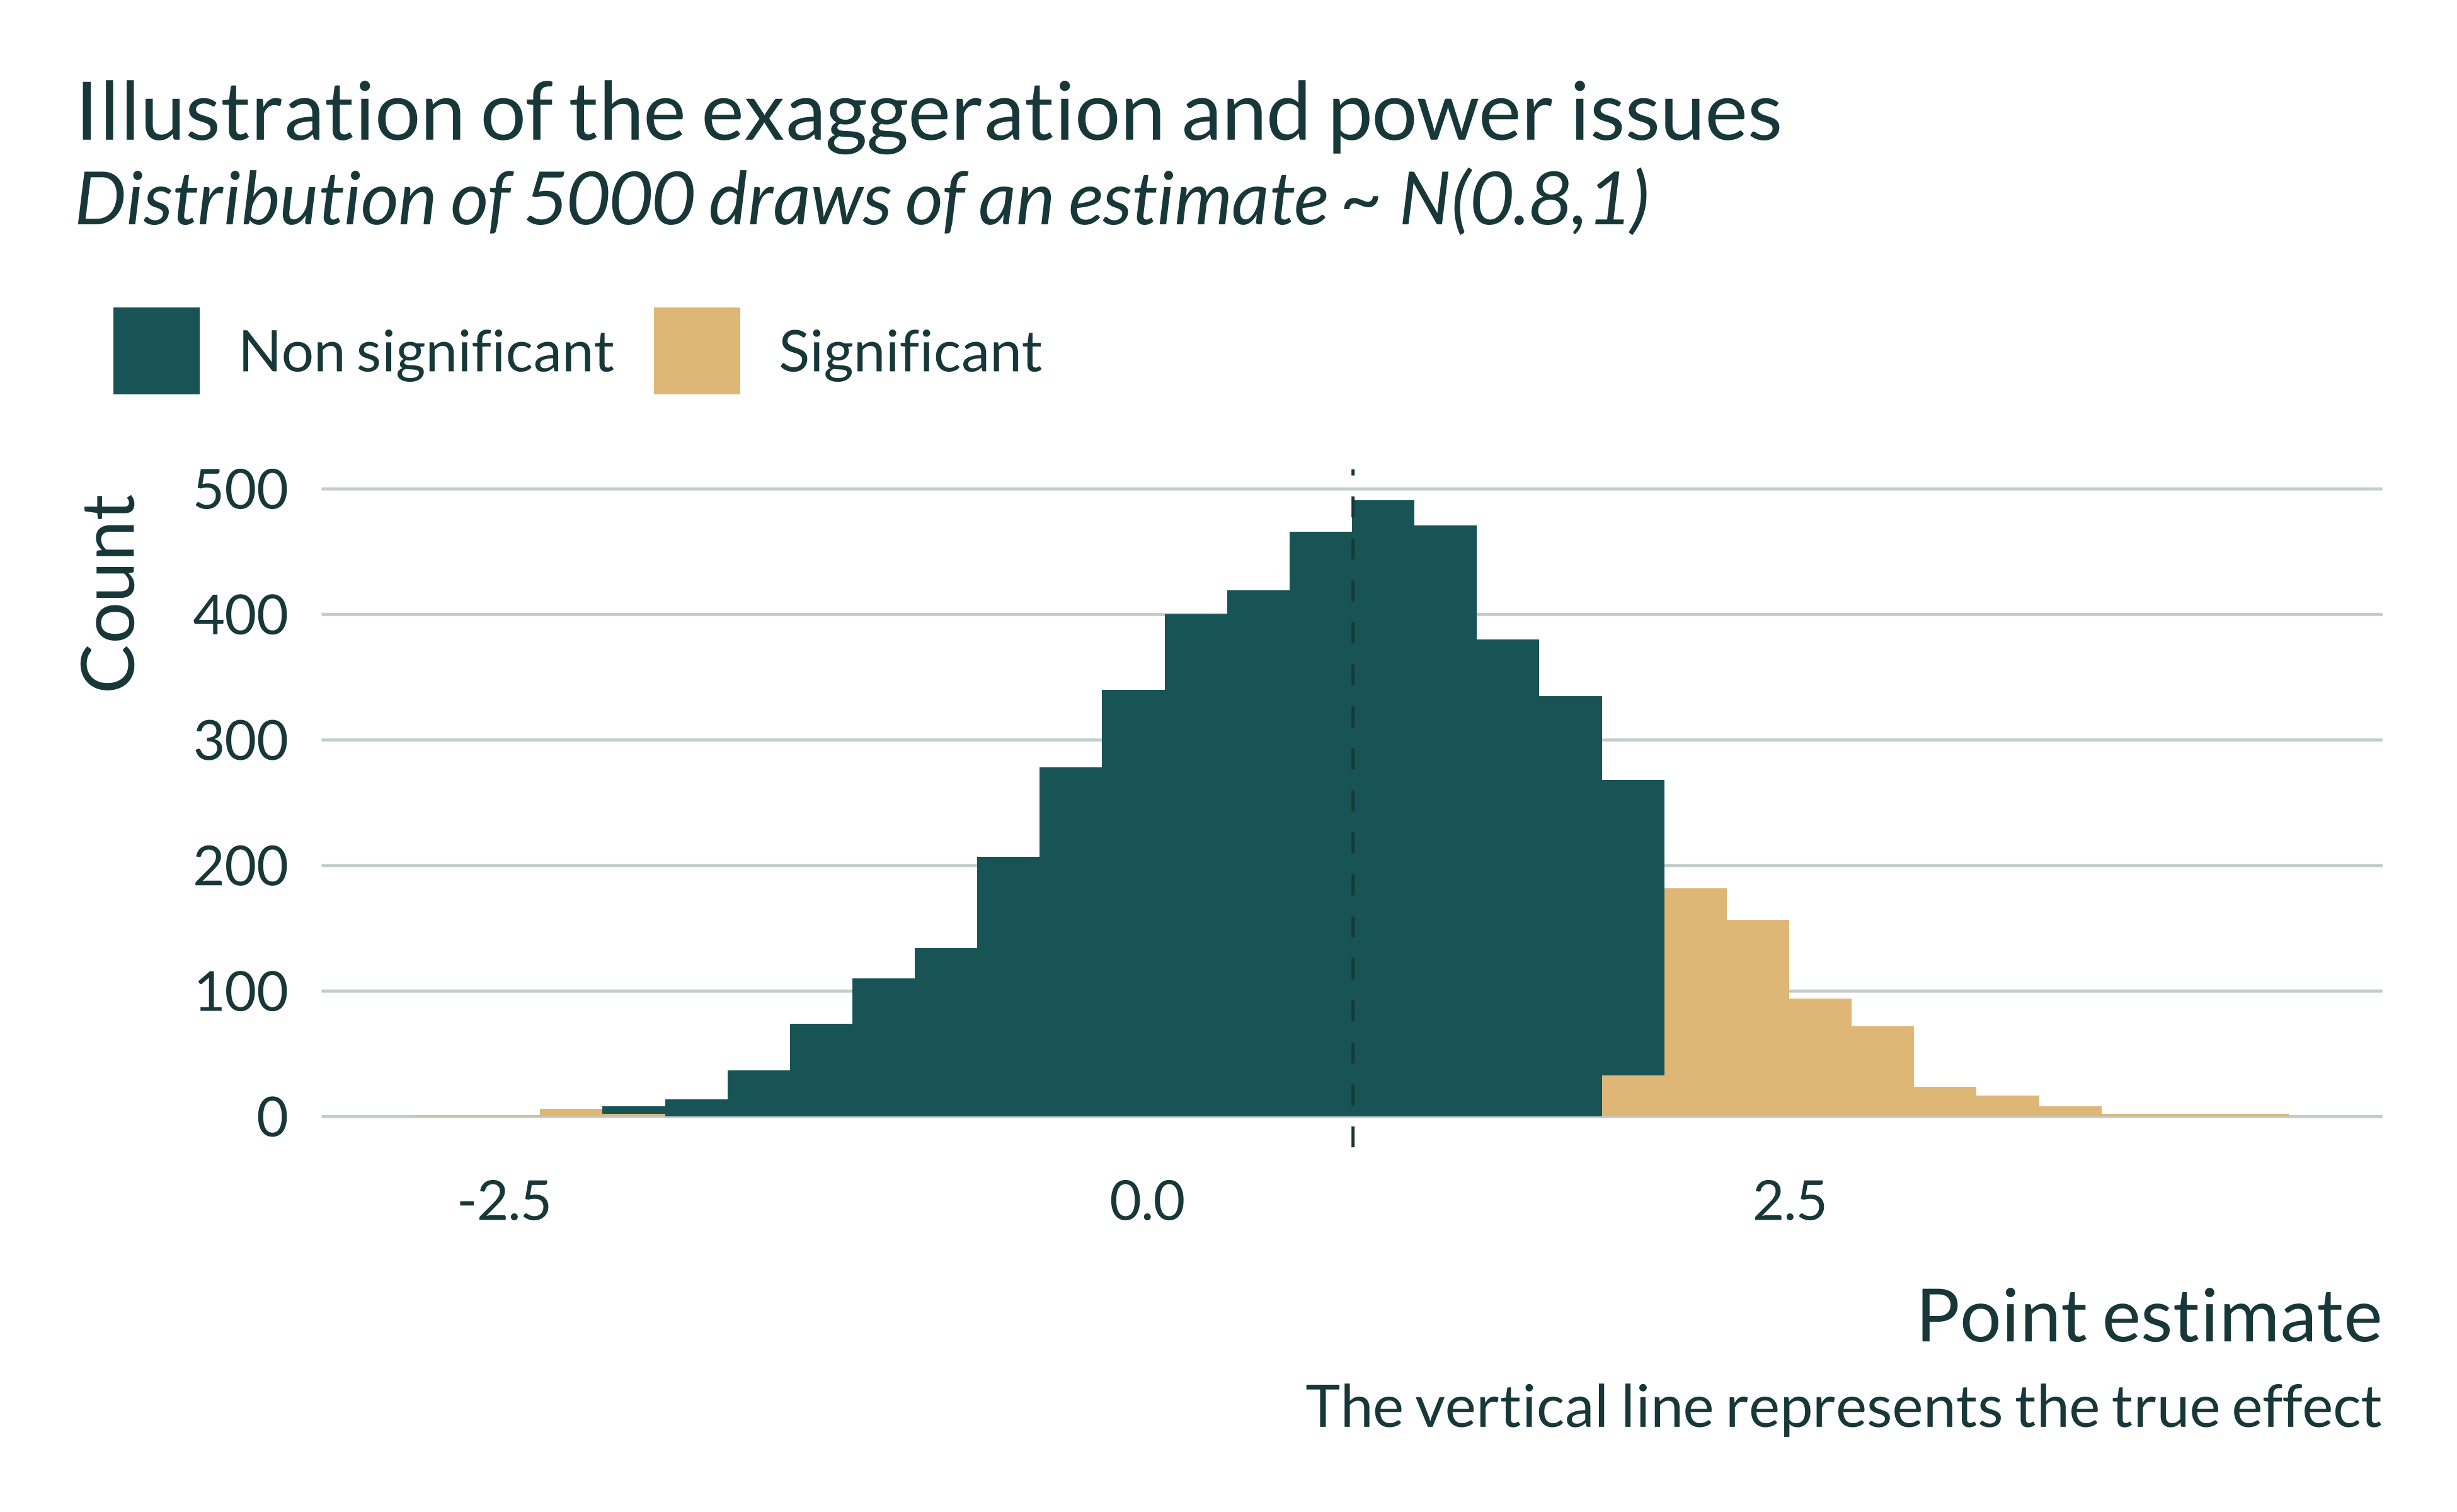 Illustration of the exaggeration and power issues
Distribution of 5000 draws of an estimate ~ N(0.8,1)
Non significant
Significant
Count
500
400
300
200
100
0
-2.5
0.0
2.5
Point estimate
The vertical line represents the true effect